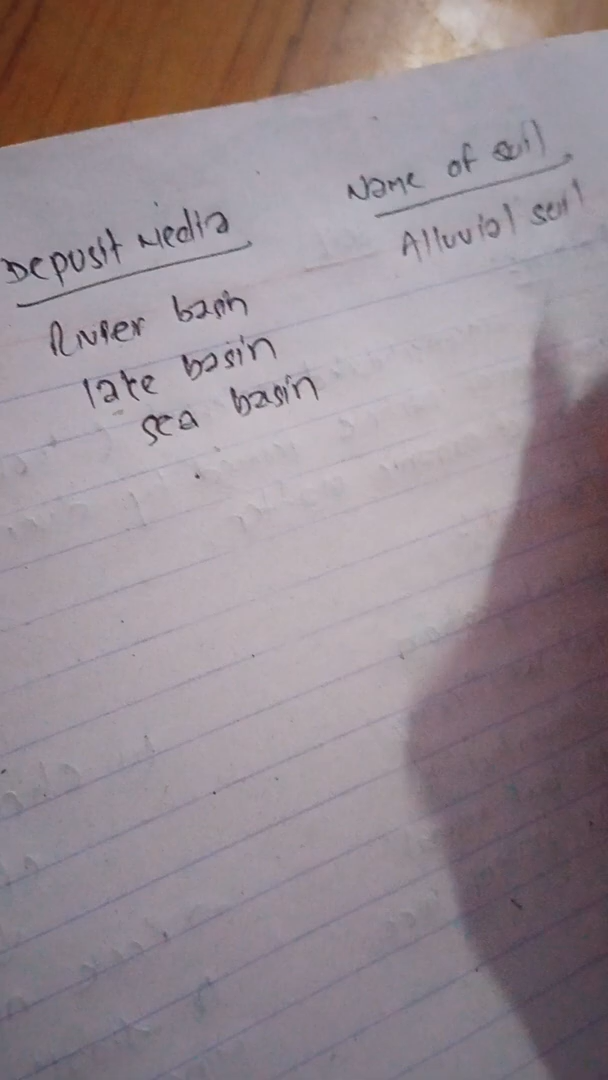 Deposit Media
Name of soil
River basin
Alluvial soil
lake basin
sea basin